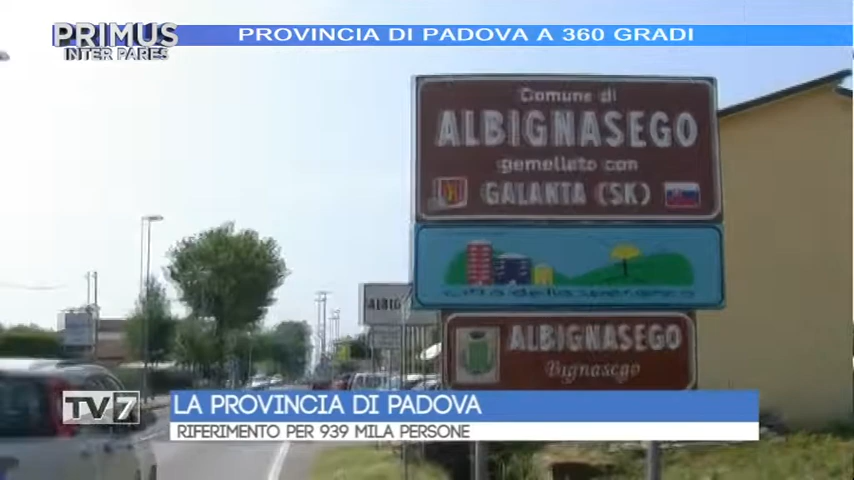 PRIMUS
INTER PARES
PROVINCIA DI PADOVA A 360 GRADI
Comune di
ALBIGNASEGO
gemellato con
GALANTA (SK)
ALBIG
ALBIGNASEGO
Bignasego
TV7
LA PROVINCIA DI PADOVA
RIFERIMENTO PER 939 MILA PERSONE